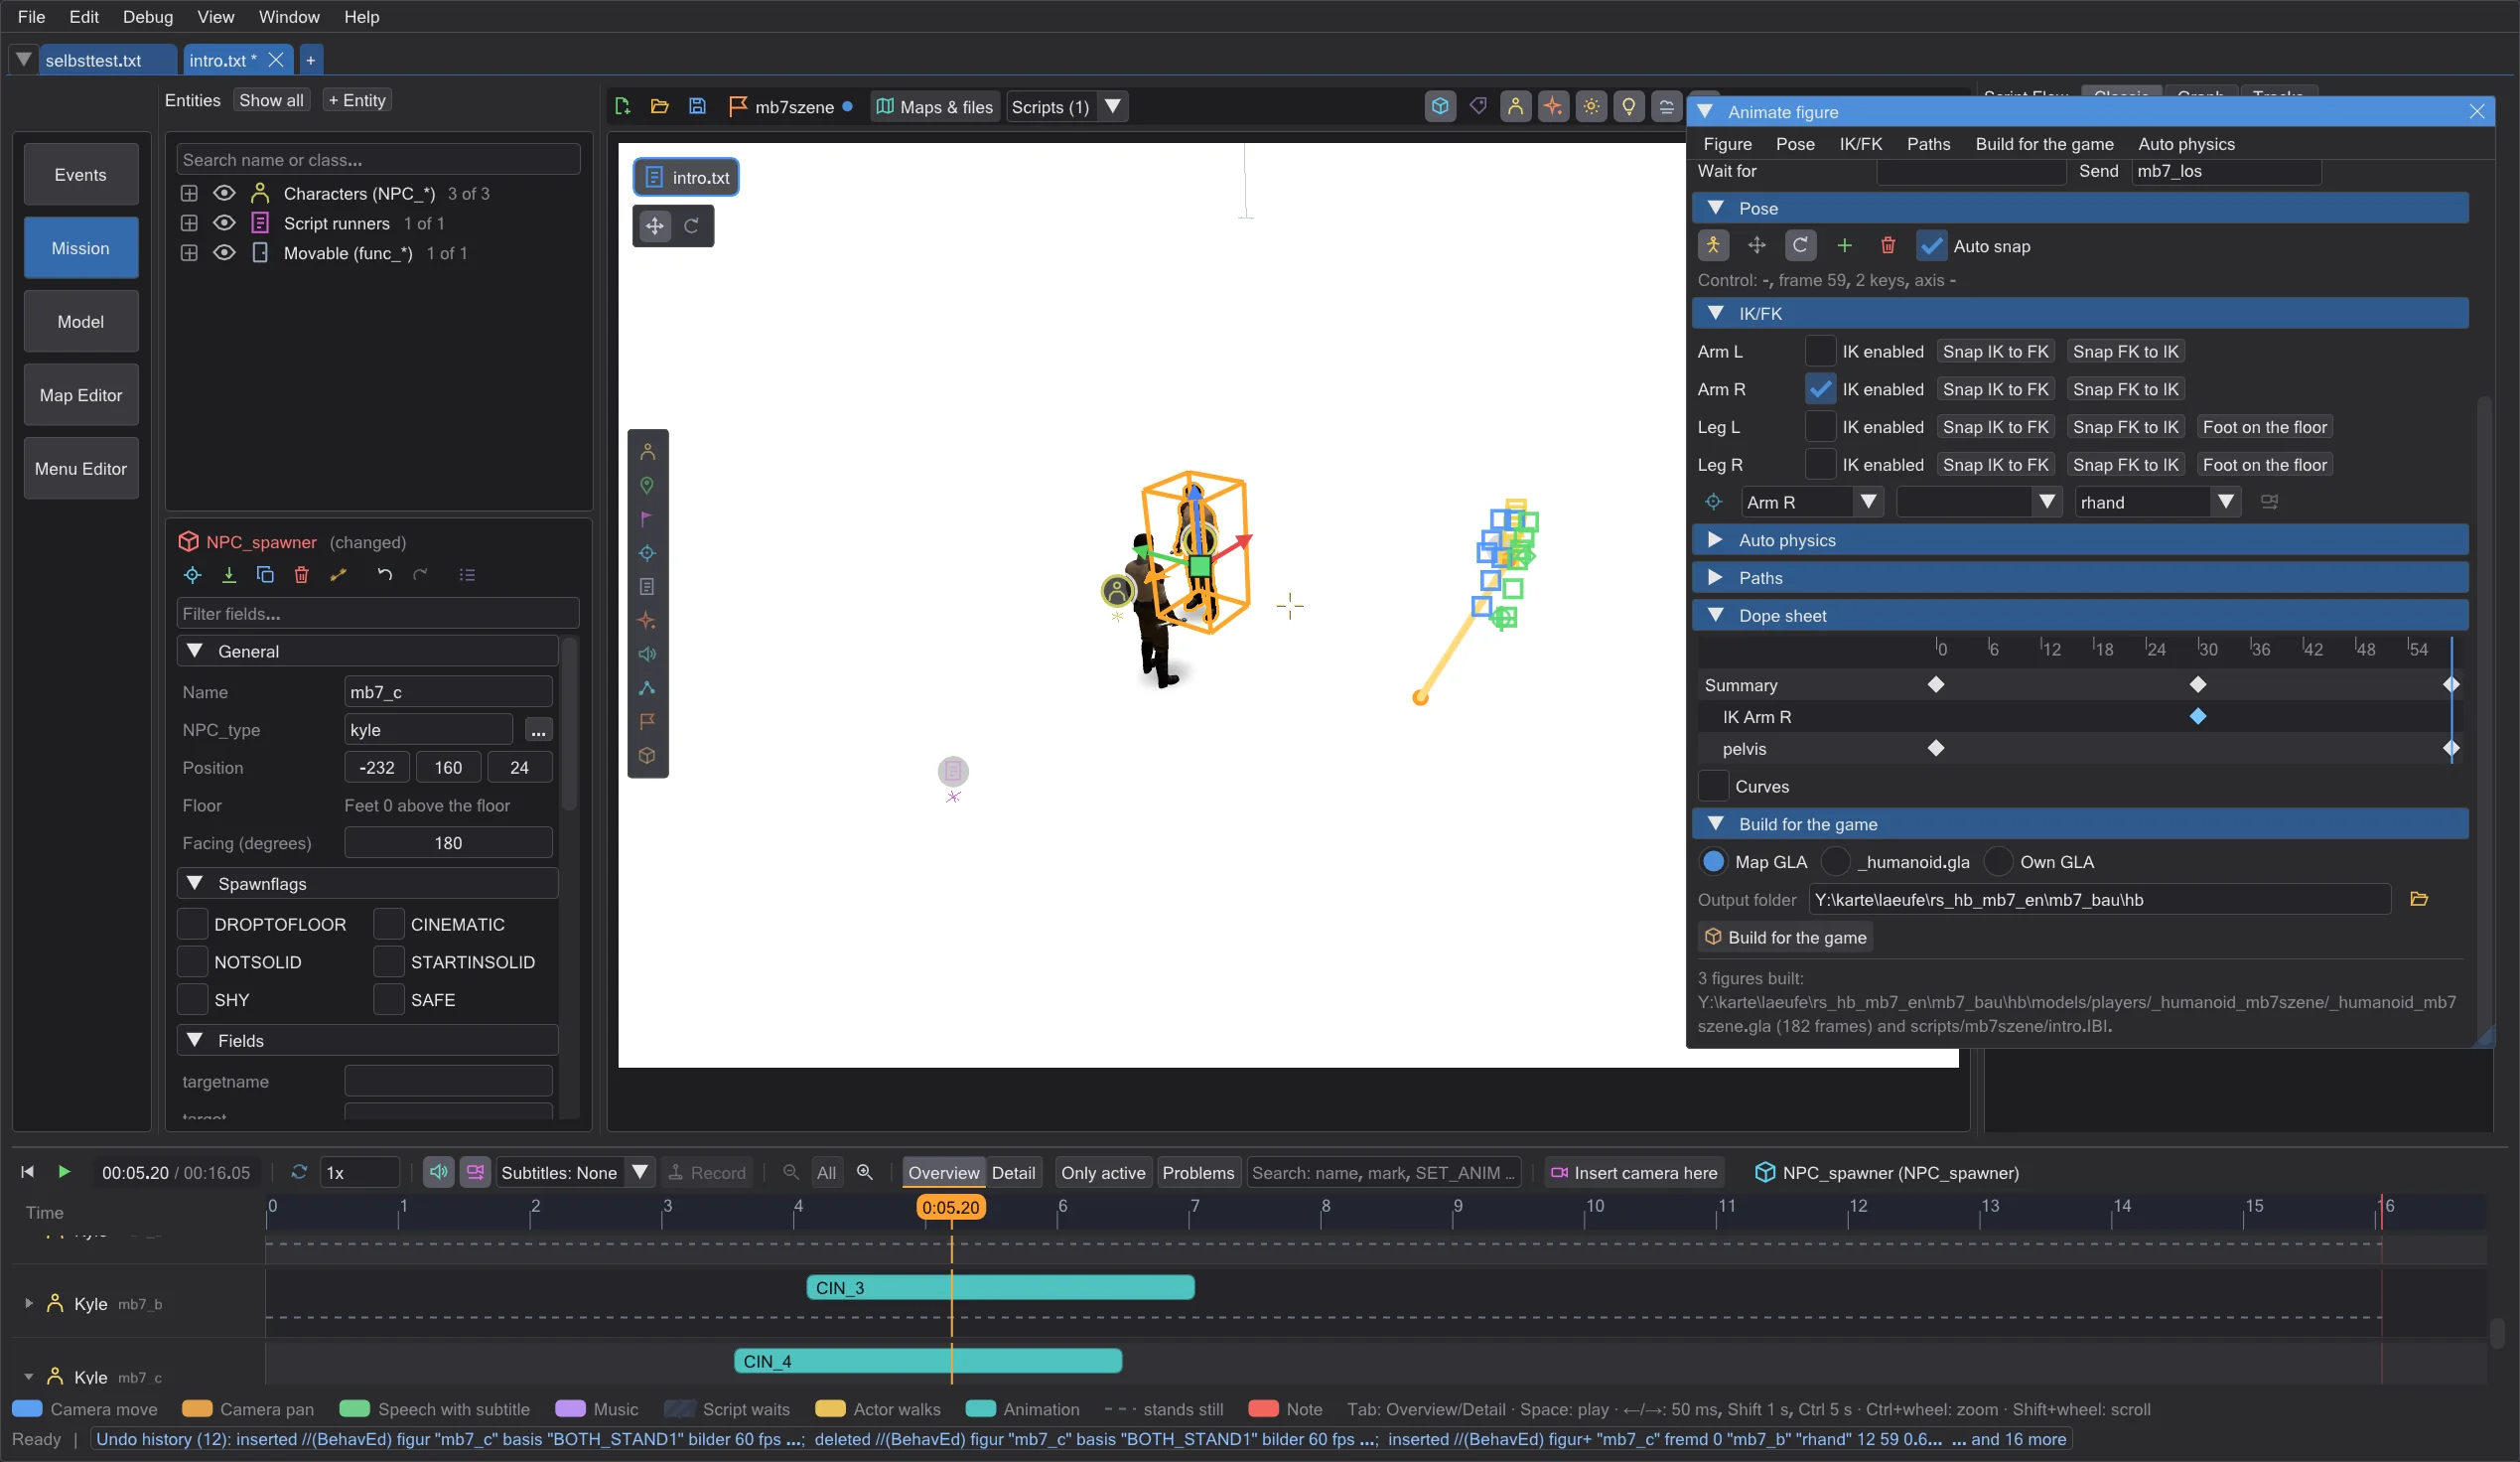 File Edit Debug View Window Help
selbsttest.txt intro.txt * +
Entities Show all + Entity
mb7szene Maps & files Scripts (1)
Events
Mission
Model
Map Editor
Menu Editor
Search name or class...
Characters (NPC_*) 3 of 3
Script runners 1 of 1
Movable (func_*) 1 of 1
NPC_spawner (changed)
Filter fields...
General
Name mb7_c
NPC_type kyle ...
Position -232 160 24
Floor Feet 0 above the floor
Facing (degrees) 180
Spawnflags
DROPTOFLOOR CINEMATIC
NOTSOLID STARTINSOLID
SHY SAFE
Fields
targetname
intro.txt
Animate figure
Figure Pose IK/FK Paths Build for the game Auto physics
Wait for Send mb7_los
Pose
Auto snap
Control: -, frame 59, 2 keys, axis -
IK/FK
Arm L IK enabled Snap IK to FK Snap FK to IK
Arm R IK enabled Snap IK to FK Snap FK to IK
Leg L IK enabled Snap IK to FK Snap FK to IK Foot on the floor
Leg R IK enabled Snap IK to FK Snap FK to IK Foot on the floor
Arm R rhand
Auto physics
Paths
Dope sheet
0 6 12 18 24 30 36 42 48 54
Summary
IK Arm R
pelvis
Curves
Build for the game
Map GLA _humanoid.gla Own GLA
Output folder Y:\karte\laeufe\rs_hb_mb7_en\mb7_bau\hb
Build for the game
3 figures built:
Y:\karte\laeufe\rs_hb_mb7_en\mb7_bau\hb\models/players/_humanoid_mb7szene/_humanoid_mb7
szene.gla (182 frames) and scripts/mb7szene/intro.IBI.
00:05.20 / 00:16.05 1x Subtitles: None Record All Overview Detail Only active Problems Search: name, mark, SET_ANIM ... Insert camera here NPC_spawner (NPC_spawner)
Time 0 1 2 3 4 0:05.20 6 7 8 9 10 11 12 13 14 15 16
CIN_3
Kyle mb7_b
CIN_4
Kyle mb7_c
Camera move Camera pan Speech with subtitle Music Script waits Actor walks Animation stands still Note Tab: Overview/Detail · Space: play · ←/→: 50 ms, Shift 1 s, Ctrl 5 s · Ctrl+wheel: zoom · Shift+wheel: scroll
Ready | Undo history (12): inserted //(BehavEd) figur "mb7_c" basis "BOTH_STAND1" bilder 60 fps ...; deleted //(BehavEd) figur "mb7_c" basis "BOTH_STAND1" bilder 60 fps ...; inserted //(BehavEd) figur+ "mb7_c" fremd 0 "mb7_b" "rhand" 12 59 0.6... ... and 16 more